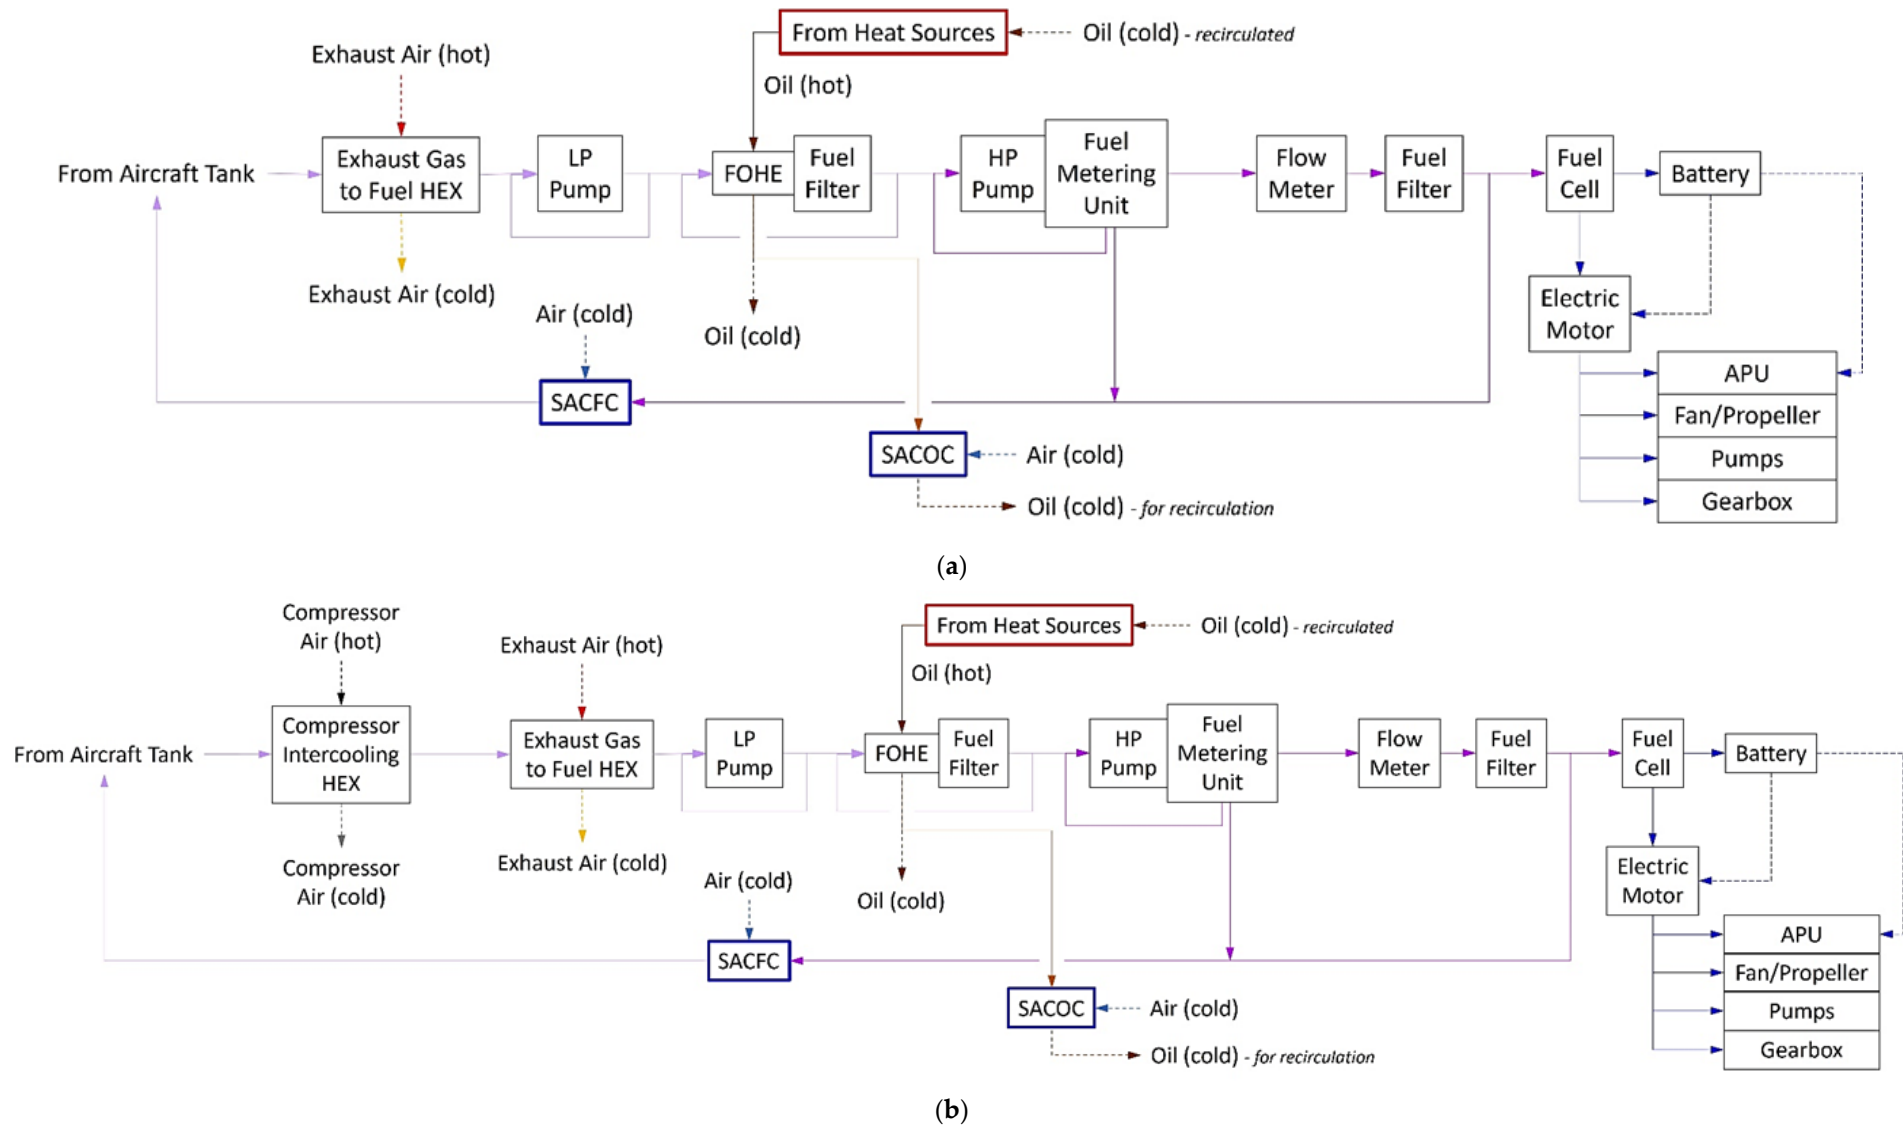 From Heat Sources
Oil (cold) - recirculated
Exhaust Air (hot)
Oil (hot)
From Aircraft Tank
Exhaust Gas
to Fuel HEX
LP
Pump
FOHE
Fuel
Filter
HP
Pump
Fuel
Metering
Unit
Flow
Meter
Fuel
Filter
Fuel
Cell
Battery
Exhaust Air (cold)
Air (cold)
Oil (cold)
Electric
Motor
SACFC
SACOC
Air (cold)
Oil (cold) - for recirculation
APU
Fan/Propeller
Pumps
Gearbox
(a)
Compressor
Air (hot)
Exhaust Air (hot)
From Heat Sources
Oil (cold) - recirculated
Oil (hot)
From Aircraft Tank
Compressor
Intercooling
HEX
Exhaust Gas
to Fuel HEX
LP
Pump
FOHE
Fuel
Filter
HP
Pump
Fuel
Metering
Unit
Flow
Meter
Fuel
Filter
Fuel
Cell
Battery
Compressor
Air (cold)
Exhaust Air (cold)
Air (cold)
Oil (cold)
Electric
Motor
SACFC
SACOC
Air (cold)
Oil (cold) - for recirculation
APU
Fan/Propeller
Pumps
Gearbox
(b)